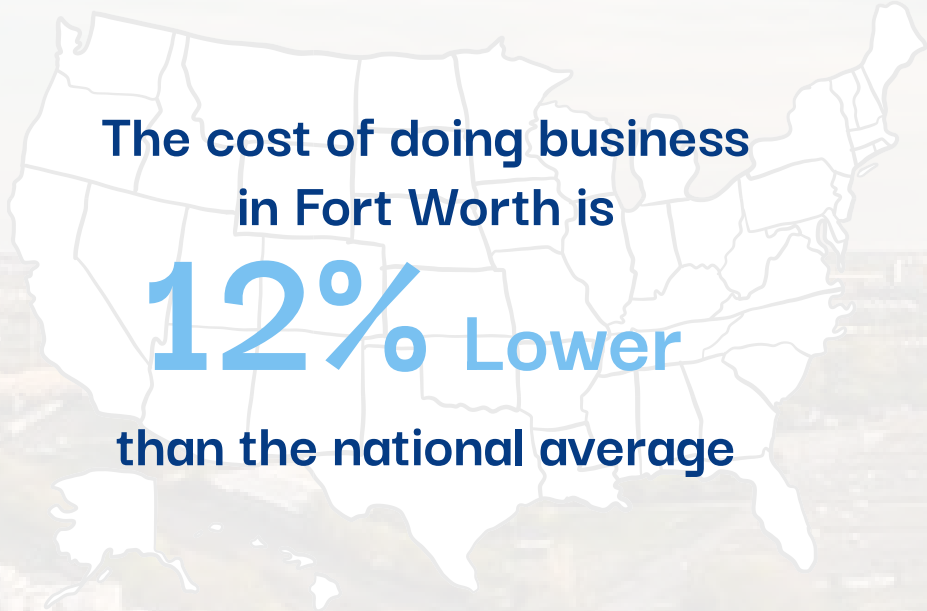 The cost of doing business
in Fort Worth is
12% Lower
than the national average